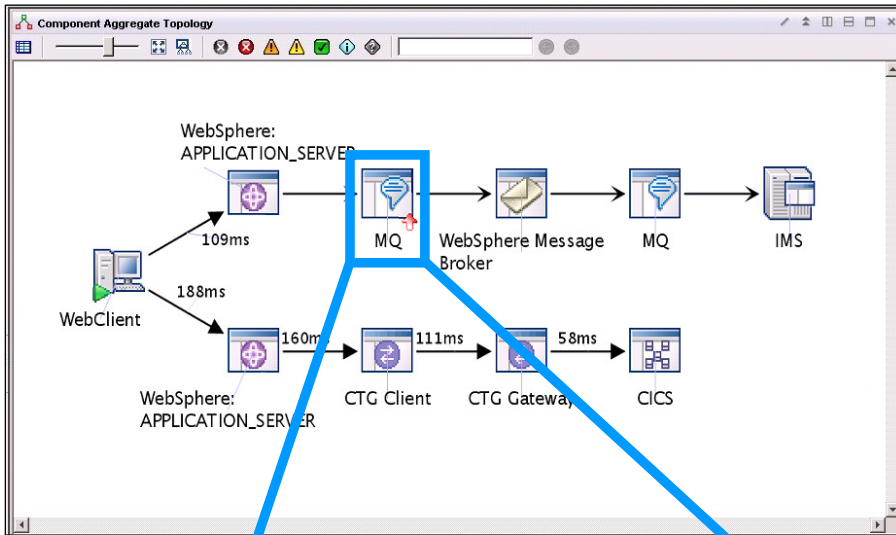 Component Aggregate Topology
WebSphere:
APPLICATION_SERVER
MQ
WebSphere Message
Broker
MQ
IMS
109ms
WebClient
188ms
160ms
111ms
58ms
WebSphere:
APPLICATION_SERVER
CTG Client
CTG Gateway
CICS